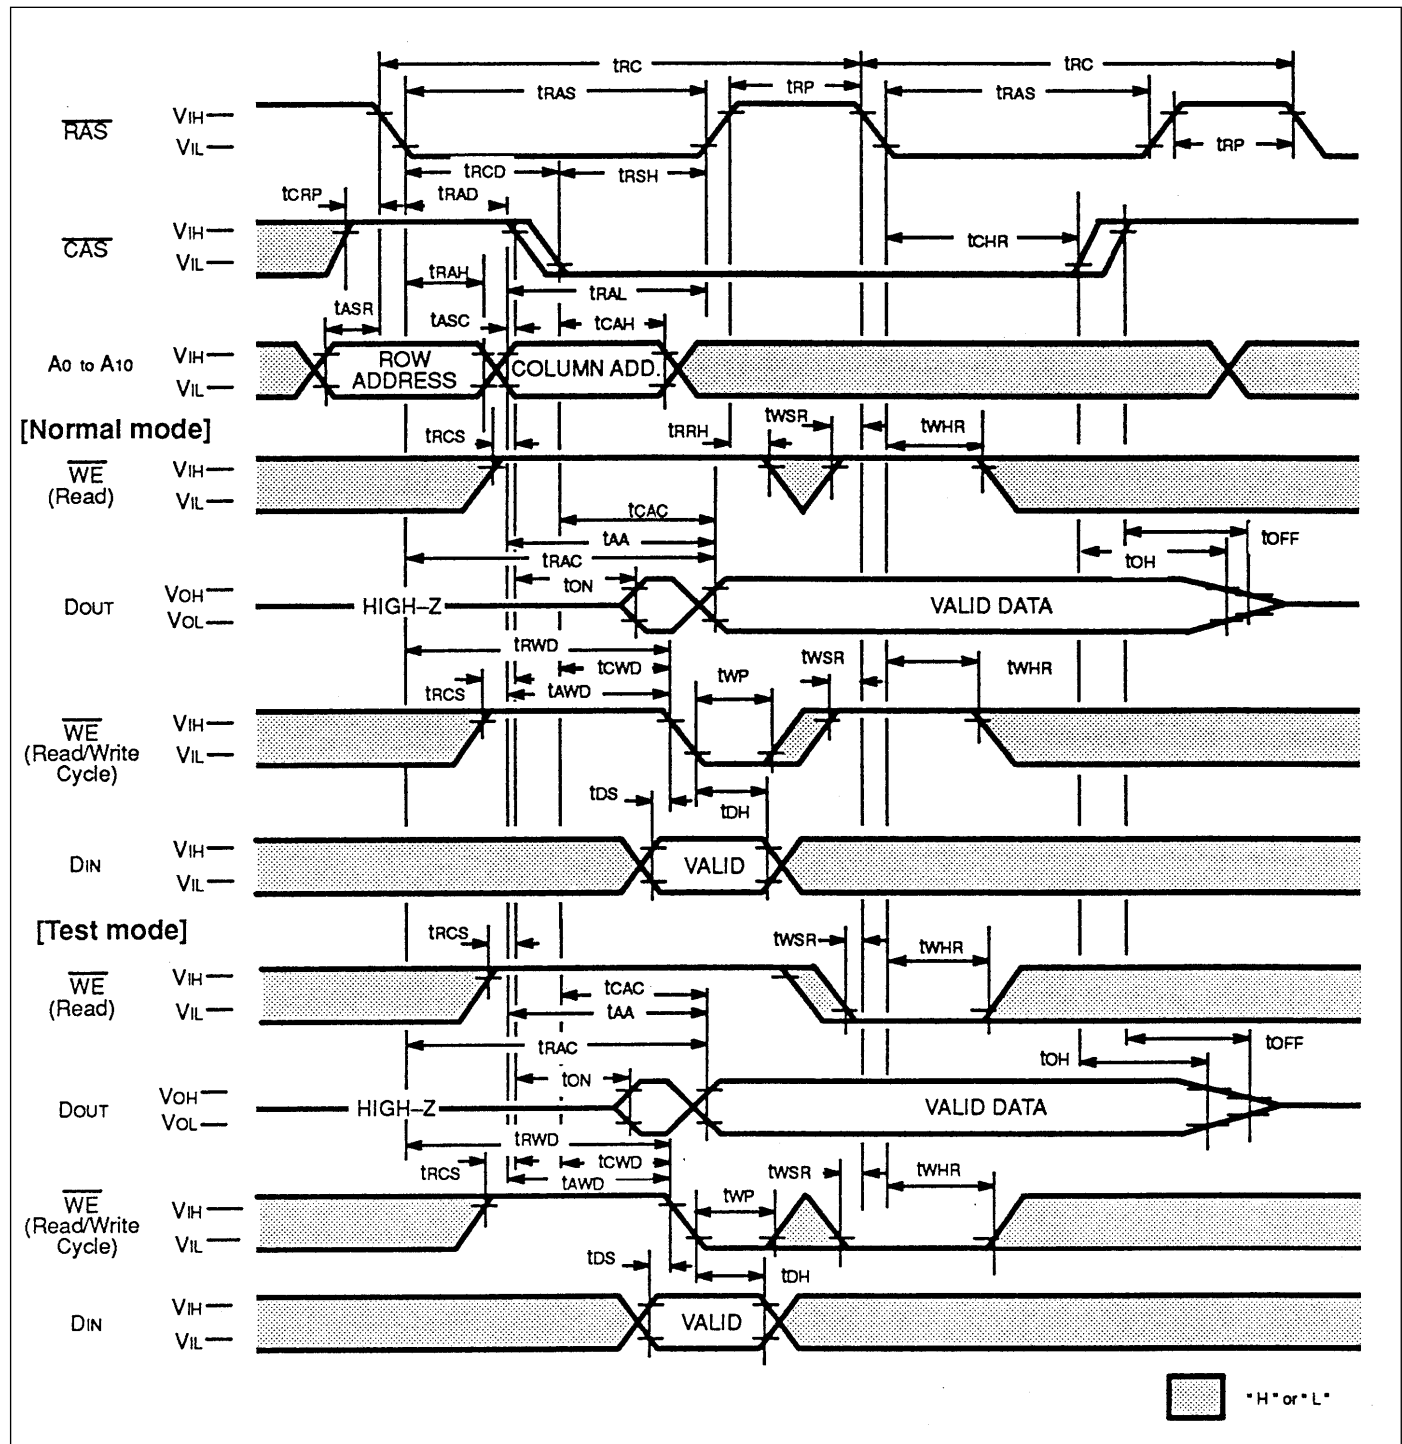 tRC tRC
tRAS tRP tRAS
RAS VIH
VIL tRP
tRCD tRSH
tCRP tRAD
CAS VIH
VIL tCHR
tRAH tRAL
tASR tASC tCAH
A0 to A10 VIH ROW ADDRESS COLUMN ADD.
VIL
[Normal mode] tRCS tRRH tWSR tWHR
WE (Read) VIH
VIL
tCAC
tAA tOFF
tRAC tOH
tON
DOUT VOH HIGH–Z VALID DATA
VOL
tRWD
tCWD tWSR tWHR
tRCS tAWD tWP
WE (Read/Write Cycle) VIH
VIL
tDS tDH
DIN VIH VALID
VIL
[Test mode] tRCS tWSR tWHR
WE (Read) VIH
VIL
tCAC
tAA
tRAC tOH tOFF
tON
DOUT VOH HIGH–Z VALID DATA
VOL
tRWD
tRCS tCWD tWSR tWHR
tAWD
WE (Read/Write Cycle) VIH tWP
VIL
tDS tDH
DIN VIH VALID
VIL
"H" or "L"